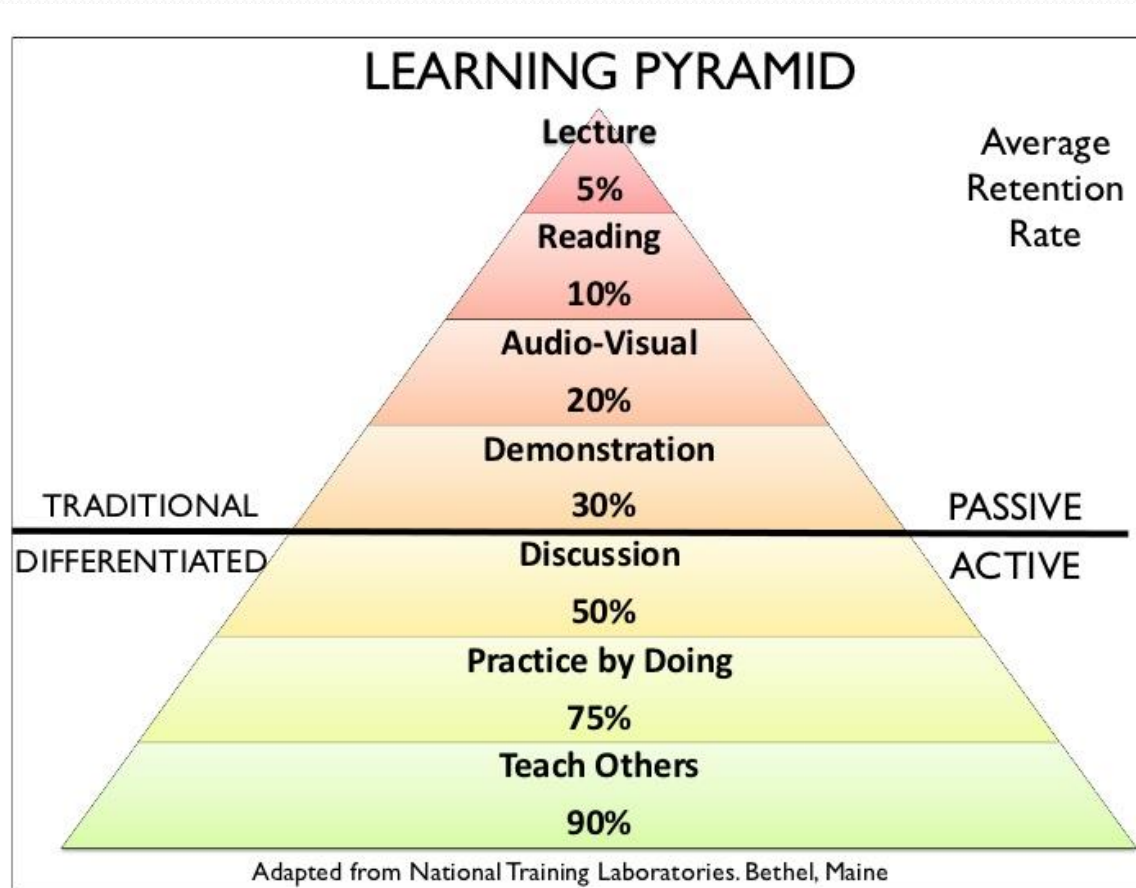 LEARNING PYRAMID
Lecture
5%
Average
Retention
Rate
Reading
10%
Audio-Visual
20%
Demonstration
30%
TRADITIONAL
PASSIVE
DIFFERENTIATED
ACTIVE
Discussion
50%
Practice by Doing
75%
Teach Others
90%
Adapted from National Training Laboratories. Bethel, Maine